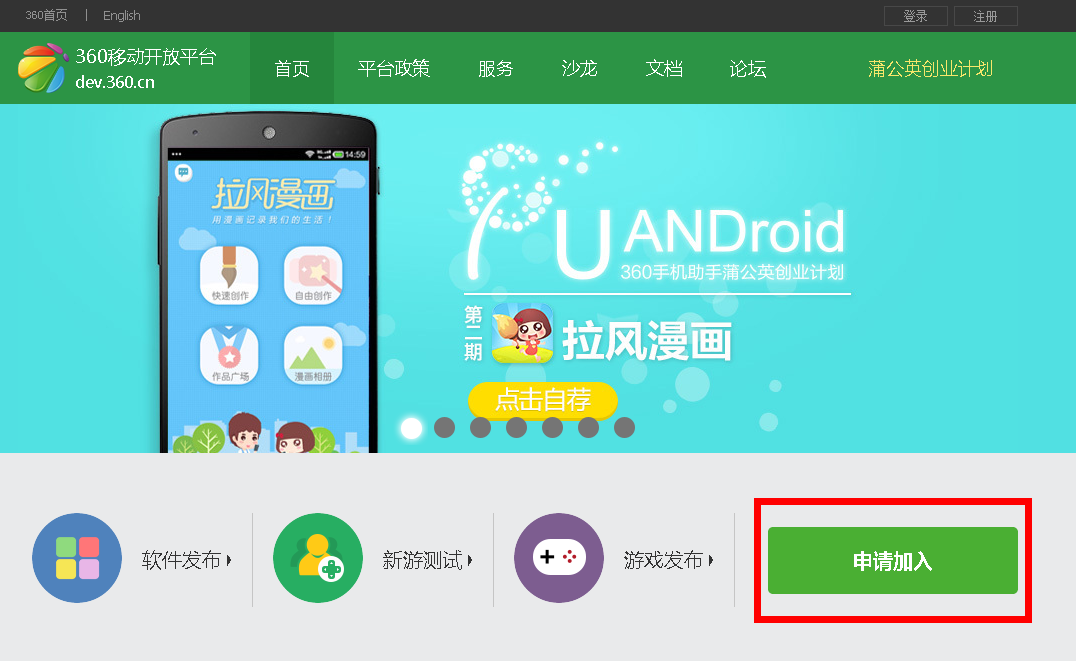 360首页 | English
登录 注册
360移动开放平台
dev.360.cn
首页 平台政策 服务 沙龙 文档 论坛 蒲公英创业计划
14:59
拉风漫画
用漫画记录我们的生活！
快速创作 自由创作
作品广场 漫画相册
PU ANDroid
360手机助手蒲公英创业计划
第二期 拉风漫画
点击自荐
软件发布 新游测试 游戏发布 申请加入